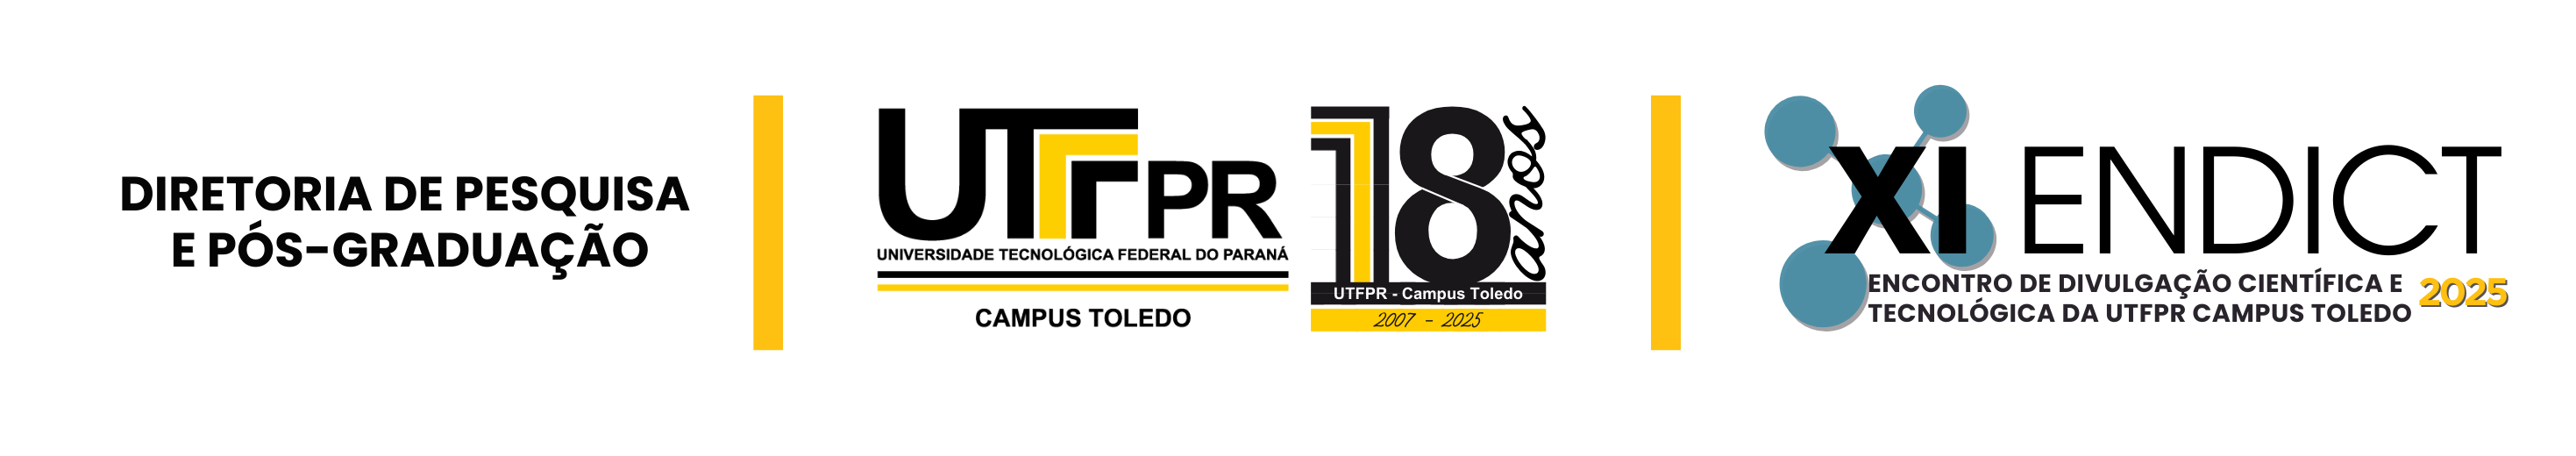 DIRETORIA DE PESQUISA
E PÓS-GRADUAÇÃO
UTFPR
UNIVERSIDADE TECNOLÓGICA FEDERAL DO PARANÁ
CAMPUS TOLEDO
18 anos
UTFPR - Campus Toledo
2007 - 2025
XI ENDICT
ENCONTRO DE DIVULGAÇÃO CIENTÍFICA E
TECNOLÓGICA DA UTFPR CAMPUS TOLEDO 2025